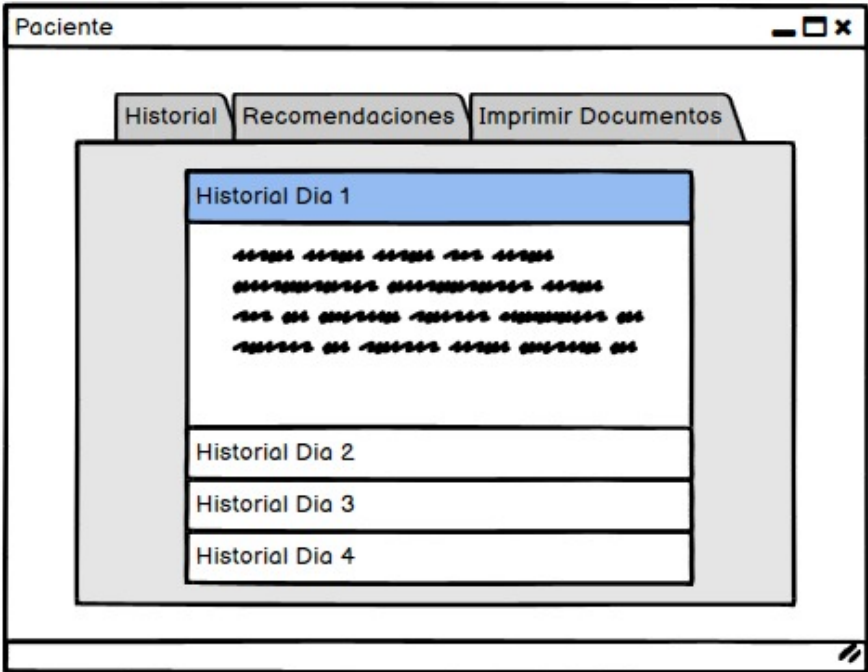 Paciente
Historial Recomendaciones Imprimir Documentos
Historial Dia 1
Historial Dia 2
Historial Dia 3
Historial Dia 4